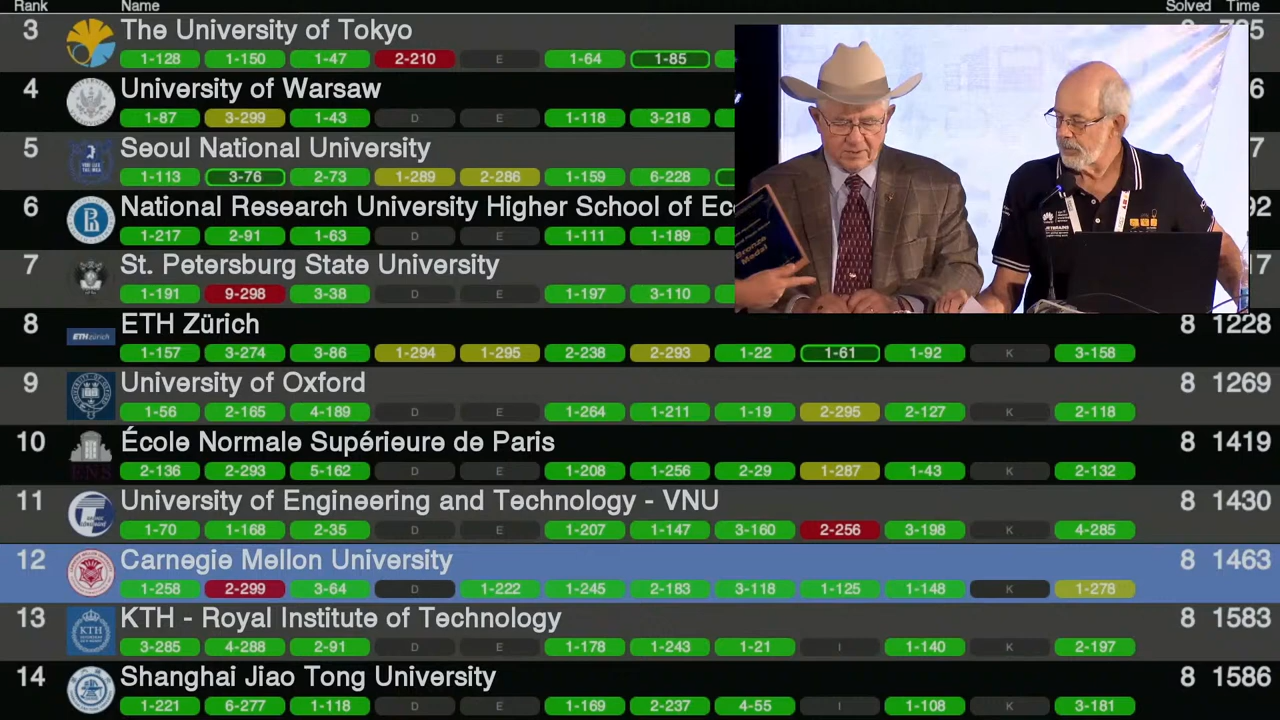 Rank Name Solved Time
3 The University of Tokyo
1-128 1-150 1-47 2-210 E 1-64 1-85
4 University of Warsaw 6
1-87 3-299 1-43 D E 1-118 3-218
5 Seoul National University 7
1-113 3-76 2-73 1-289 2-286 1-159 6-228
6 National Research University Higher School of Ec 92
1-217 2-91 1-63 D E 1-111 1-189
7 St. Petersburg State University 17
1-191 9-298 3-38 D E 1-197 3-110
Bronze
Medal
8 ETH Zürich 8 1228
ETH zürich
1-157 3-274 3-86 1-294 1-295 2-238 2-293 1-22 1-61 1-92 K 3-158
9 University of Oxford 8 1269
1-56 2-165 4-189 D E 1-264 1-211 1-19 2-295 2-127 K 2-118
10 École Normale Supérieure de Paris 8 1419
ENS
2-136 2-293 5-162 D E 1-208 1-256 2-29 1-287 1-43 K 2-132
11 University of Engineering and Technology - VNU 8 1430
1-70 1-168 2-35 D E 1-207 1-147 3-160 2-256 3-198 K 4-285
12 Carnegie Mellon University 8 1463
1-258 2-299 3-64 D 1-222 1-245 2-183 3-118 1-125 1-148 K 1-278
13 KTH - Royal Institute of Technology 8 1583
KTH
3-285 4-288 2-91 D E 1-178 1-243 1-21 I 1-140 K 2-197
14 Shanghai Jiao Tong University 8 1586
1-221 6-277 1-118 D E 1-169 2-237 4-55 I 1-108 K 3-181